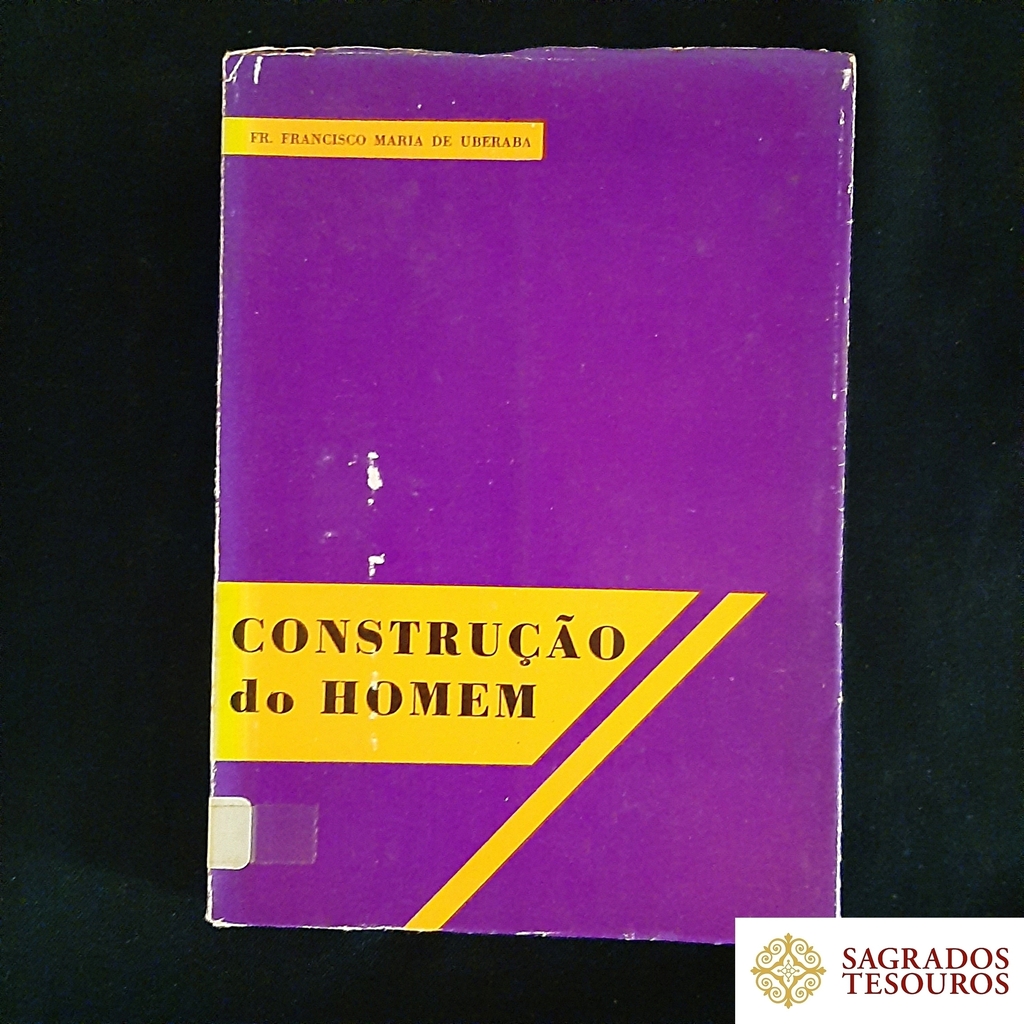 FR. FRANCISCO MARIA DE UBERABA
CONSTRUÇÃO
do HOMEM
SAGRADOS
TESOUROS